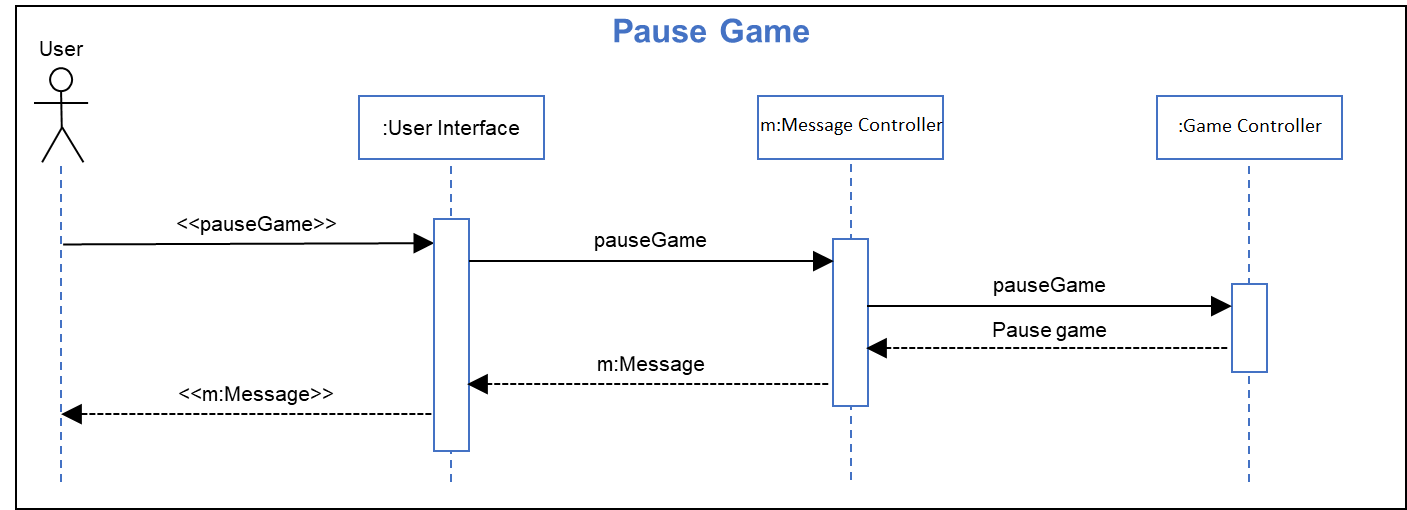 Pause Game
User
:User Interface
m:Message Controller
:Game Controller
<<pauseGame>>
pauseGame
pauseGame
Pause game
m:Message
<<m:Message>>